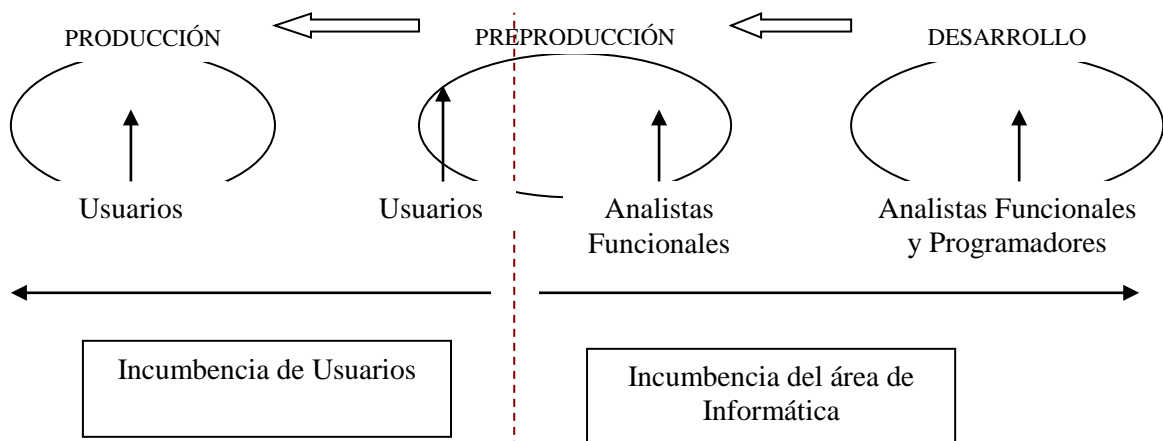 PRODUCCIÓN
PREPRODUCCIÓN
DESARROLLO
Usuarios
Usuarios
Analistas
Funcionales
Analistas Funcionales
y Programadores
Incumbencia de Usuarios
Incumbencia del área de
Informática